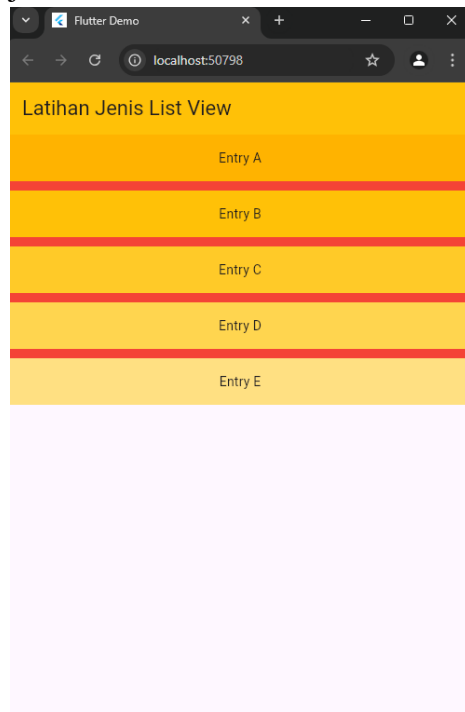 Flutter Demo
localhost:50798
Latihan Jenis List View
Entry A
Entry B
Entry C
Entry D
Entry E